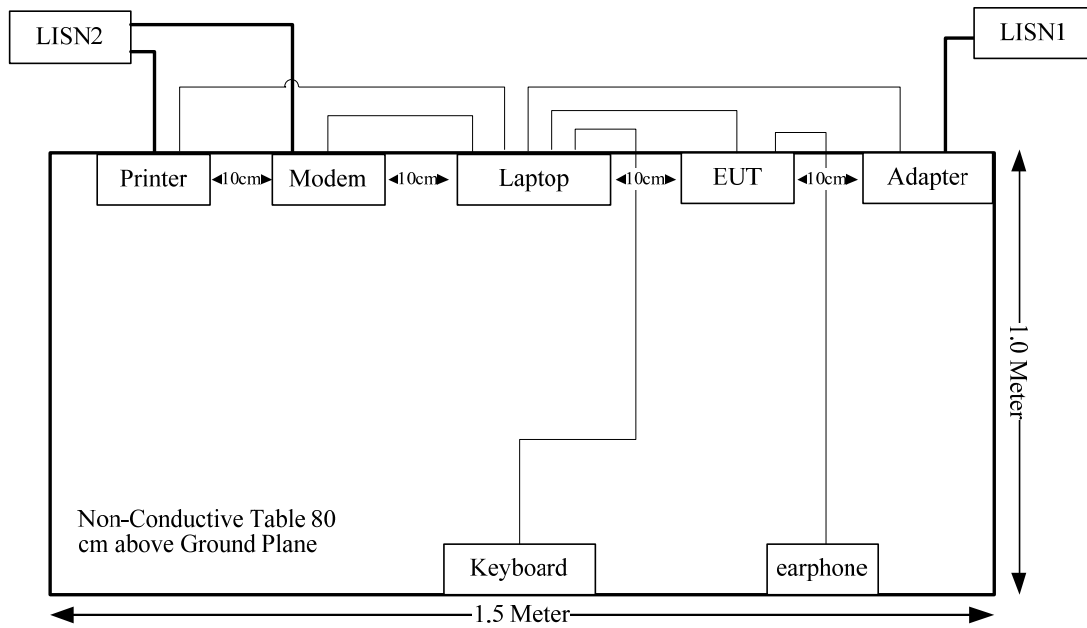 LISN2
LISN1
Printer
10cm
Modem
10cm
Laptop
10cm
EUT
10cm
Adapter
1.0 Meter
Non-Conductive Table 80
cm above Ground Plane
Keyboard
earphone
1.5 Meter